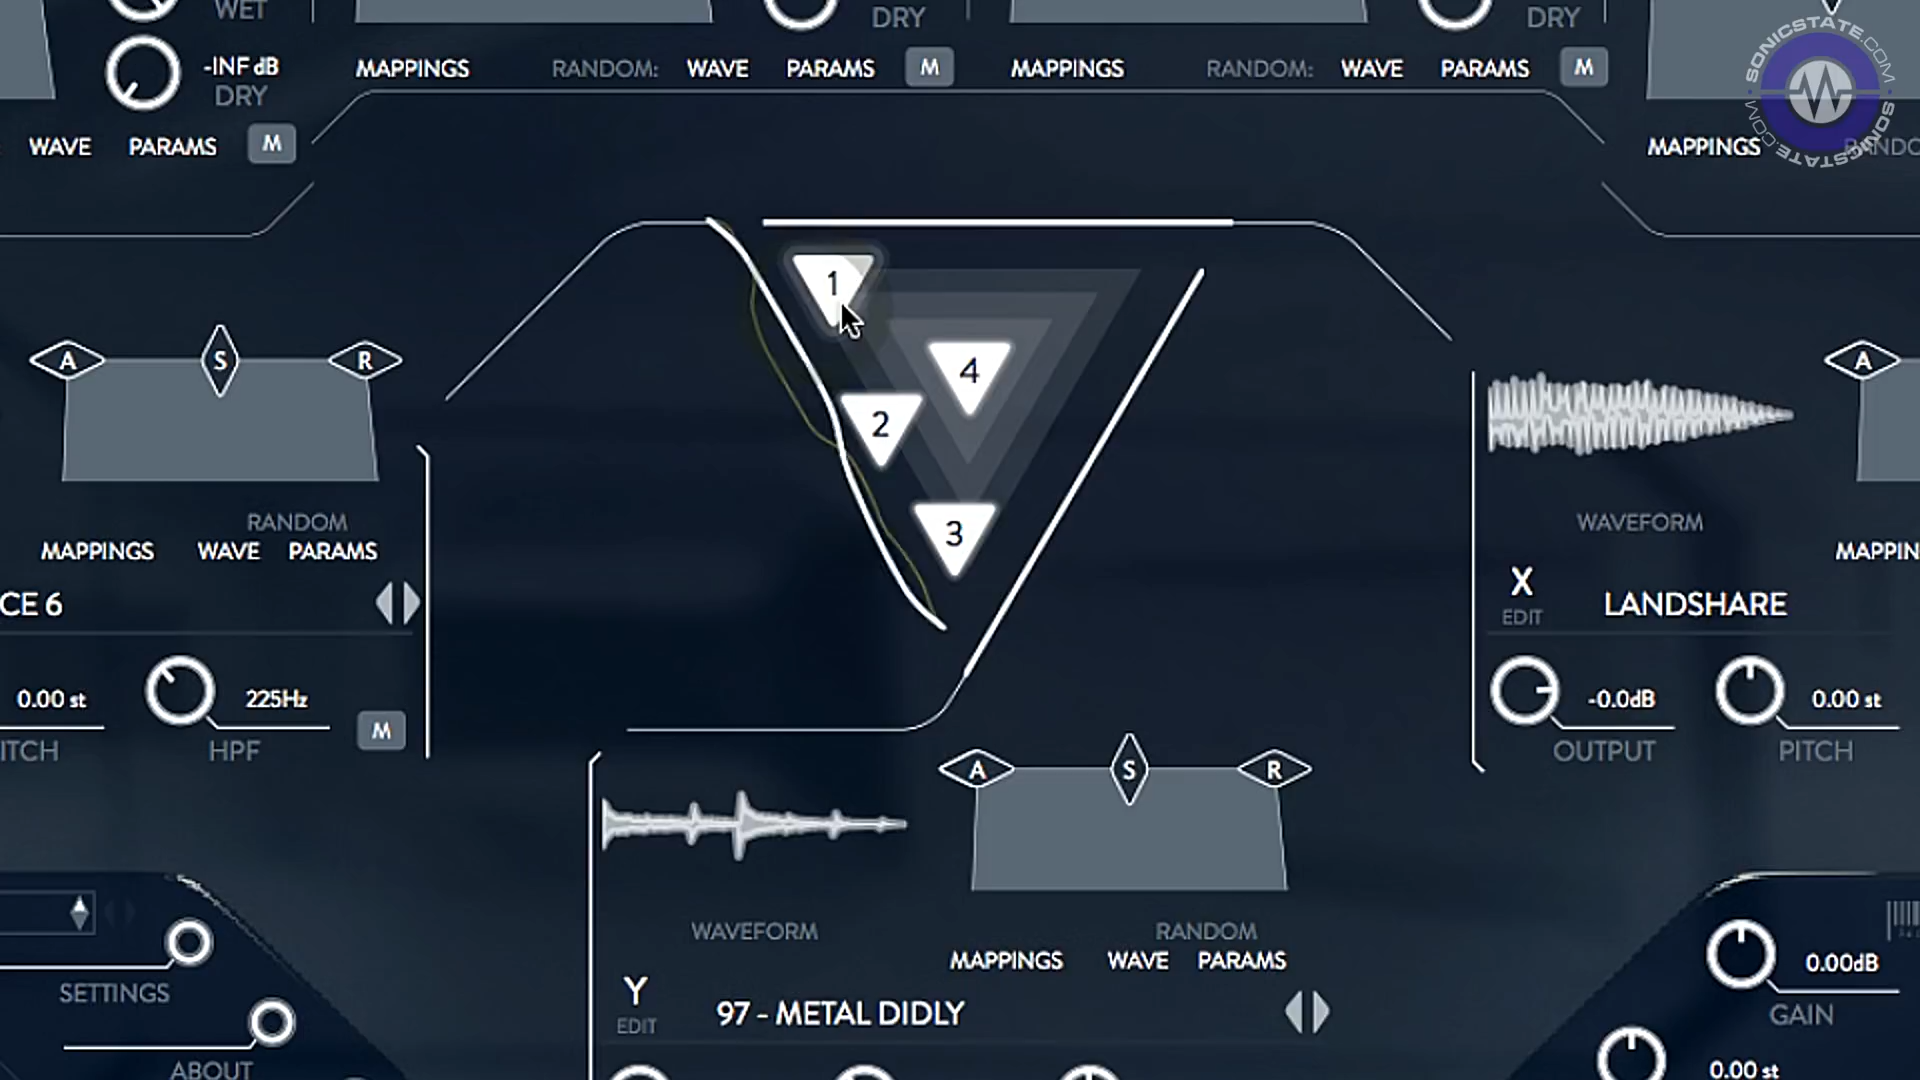 WET
DRY
DRY
-INF dB
DRY
MAPPINGS
RANDOM: WAVE PARAMS M
MAPPINGS
RANDOM: WAVE PARAMS M
WAVE PARAMS M
MAPPINGS
SONICSTATE.COM SONICSTATE.COM
1
4
2
3
A S R
RANDOM
MAPPINGS WAVE PARAMS
CE 6
0.00 st
ITCH
225Hz
HPF
M
A
WAVEFORM
MAPPIN
X
EDIT
LANDSHARE
-0.0dB
OUTPUT
0.00 st
PITCH
A S R
WAVEFORM
RANDOM
MAPPINGS WAVE PARAMS
Y
EDIT
97 - METAL DIDLY
SETTINGS
ABOUT
0.00dB
GAIN
0.00 st